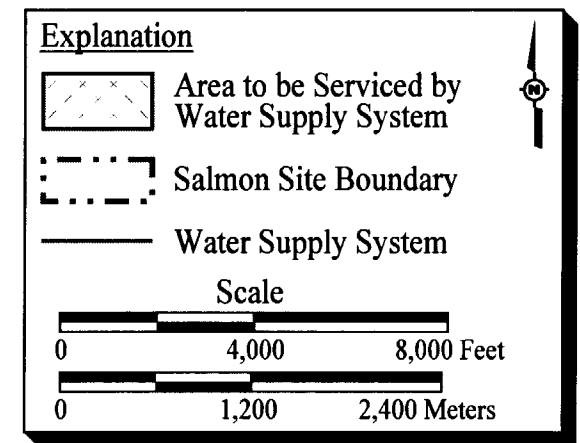 Explanation
N
Area to be Serviced by
Water Supply System
Salmon Site Boundary
Water Supply System
Scale
0 4,000 8,000 Feet
0 1,200 2,400 Meters